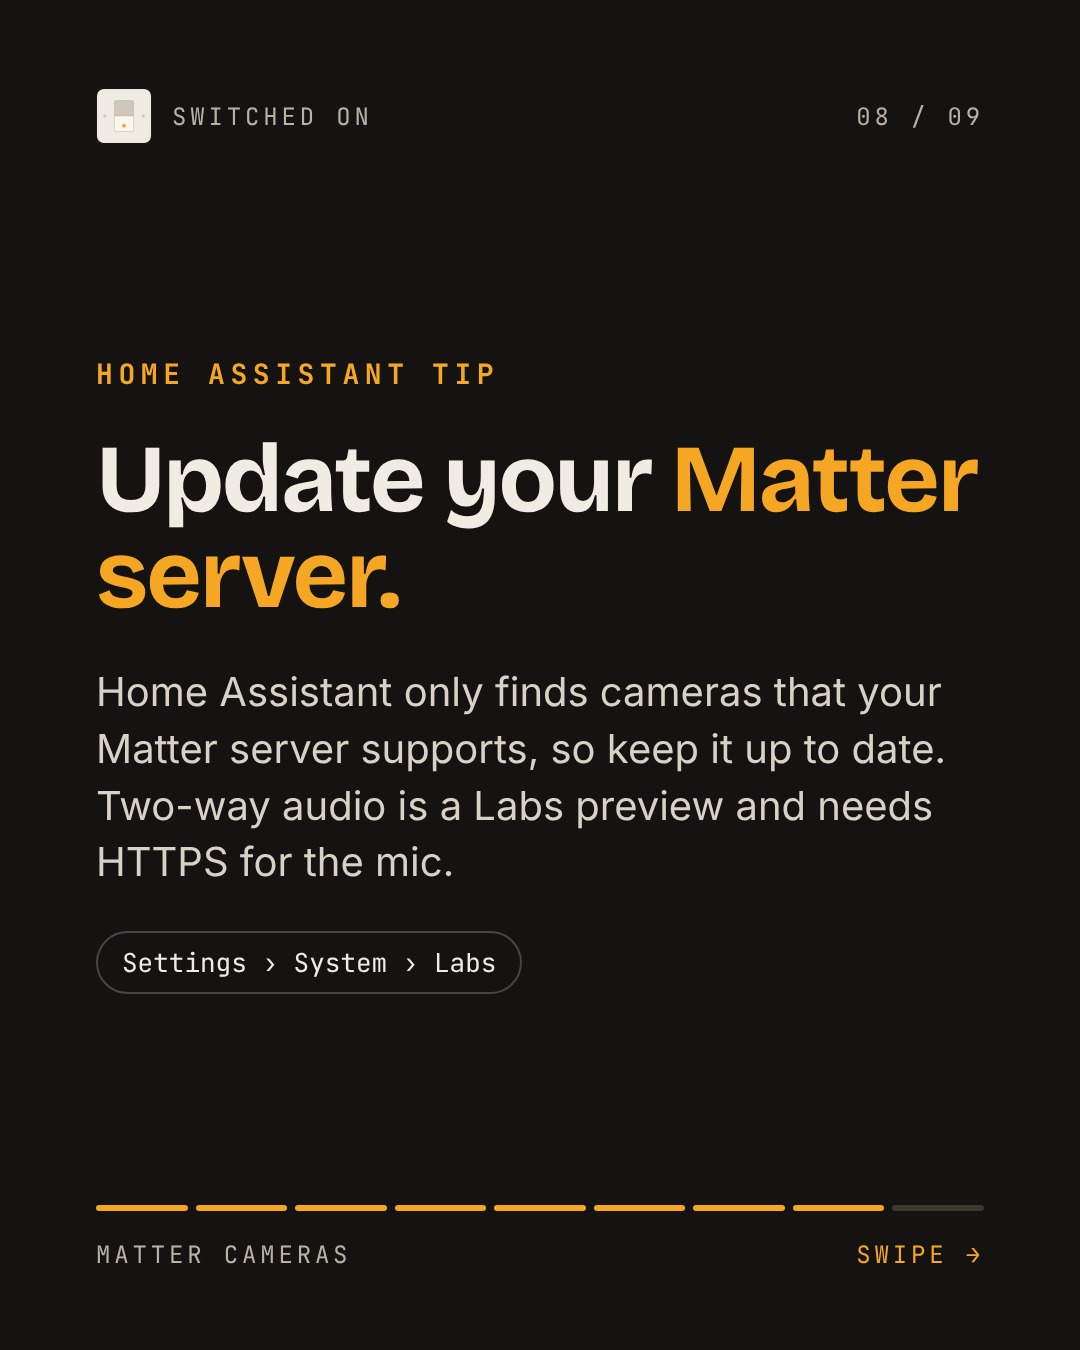 SWITCHED ON
08 / 09
HOME ASSISTANT TIP
Update your Matter
server.
Home Assistant only finds cameras that your
Matter server supports, so keep it up to date.
Two-way audio is a Labs preview and needs
HTTPS for the mic.
Settings › System › Labs
MATTER CAMERAS
SWIPE →